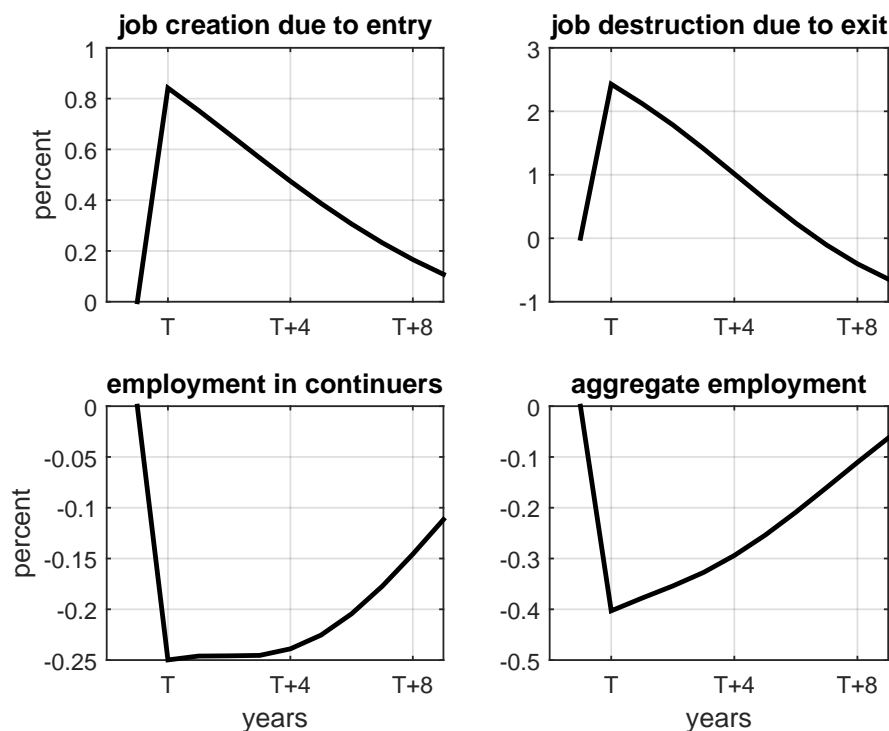 job creation due to entry
1
0.8
0.6
0.4
0.2
0
percent
T
T+4
T+8
job destruction due to exit
3
2
1
0
-1
T
T+4
T+8
employment in continuers
0
-0.05
-0.1
-0.15
-0.2
-0.25
percent
T
T+4
T+8
years
aggregate employment
0
-0.1
-0.2
-0.3
-0.4
-0.5
T
T+4
T+8
years